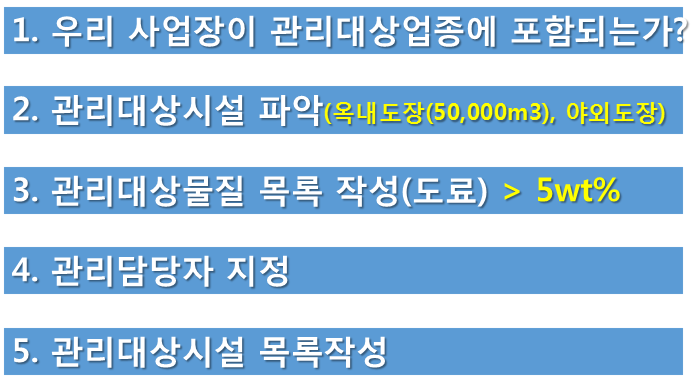 1. 우리 사업장이 관리대상업종에 포함되는가?
2. 관리대상시설 파악(옥내도장(50,000m3), 야외도장)
3. 관리대상물질 목록 작성(도료) > 5wt%
4. 관리담당자 지정
5. 관리대상시설 목록작성